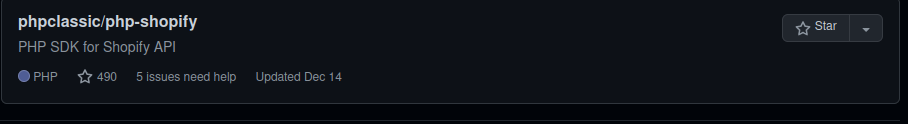 phpclassic/php-shopify
Star
PHP SDK for Shopify API
PHP 490 5 issues need help Updated Dec 14